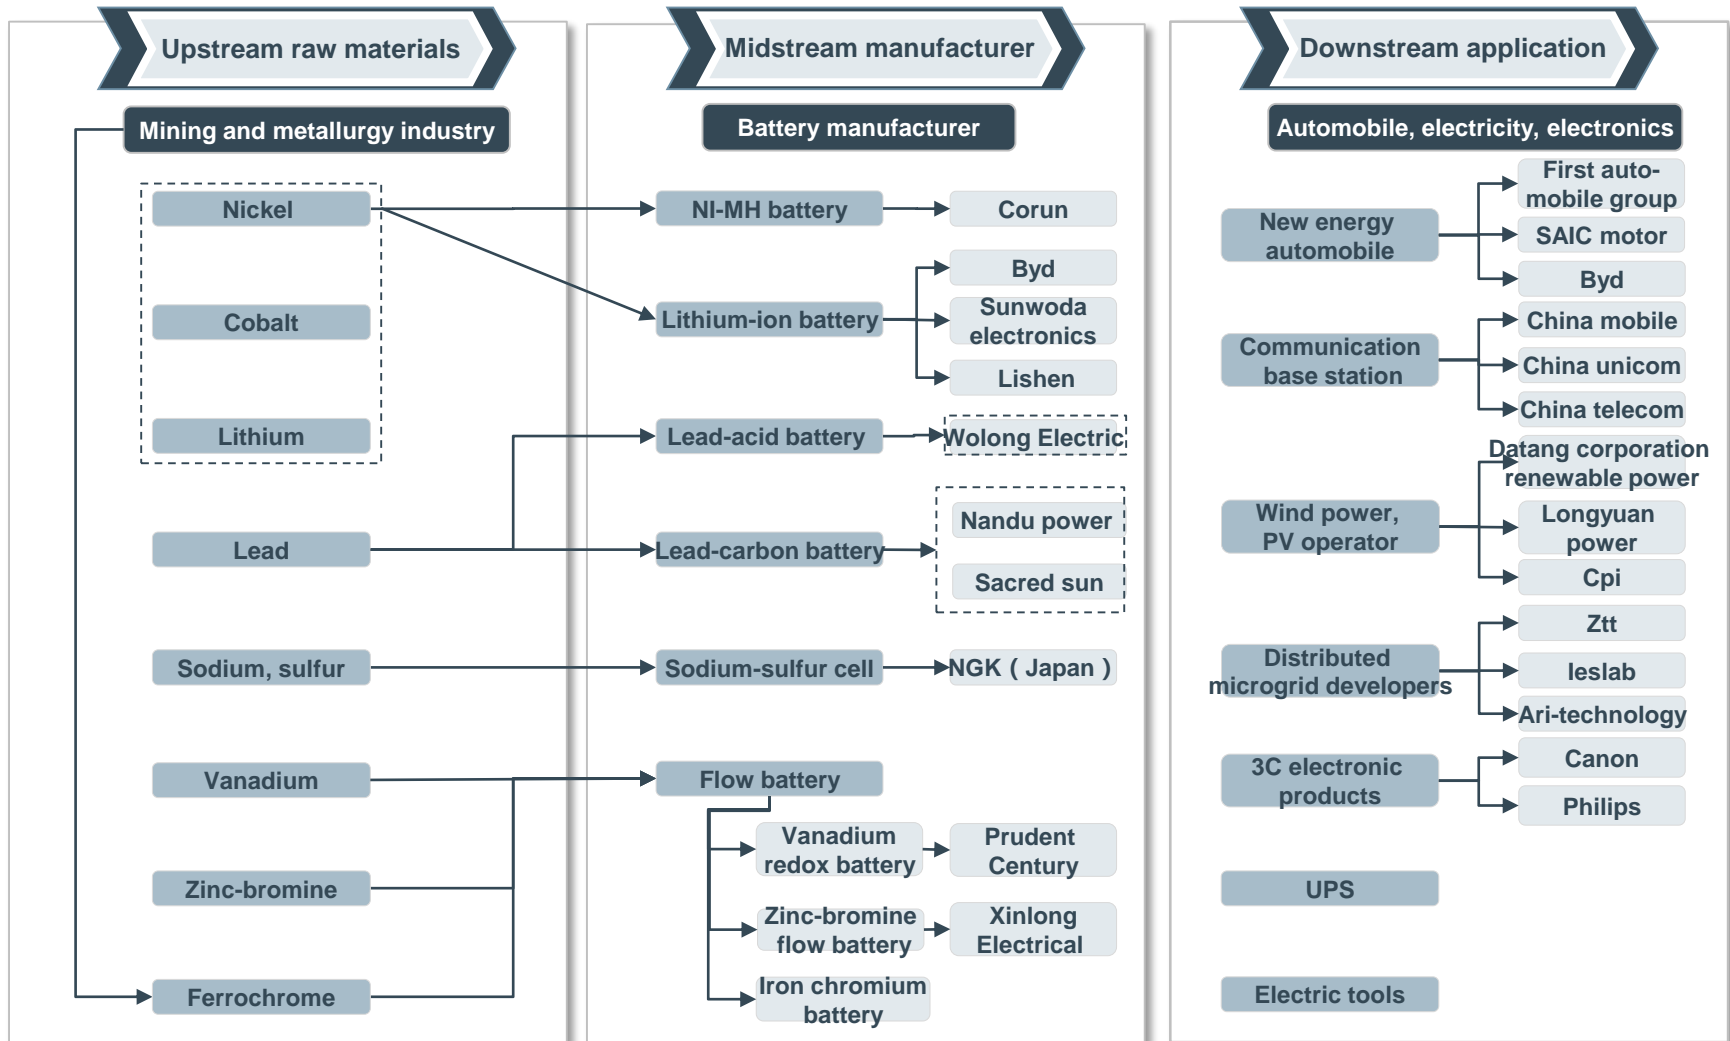 Upstream raw materials
Mining and metallurgy industry
Nickel
Cobalt
Lithium
Lead
Sodium, sulfur
Vanadium
Zinc-bromine
Ferrochrome
Midstream manufacturer
Battery manufacturer
NI-MH battery
Corun
Lithium-ion battery
Byd
Sunwoda
electronics
Lishen
Lead-acid battery
Wolong Electric
Lead-carbon battery
Nandu power
Sacred sun
Sodium-sulfur cell
NGK ( Japan )
Flow battery
Vanadium
redox battery
Prudent
Century
Zinc-bromine
flow battery
Xinlong
Electrical
Iron chromium
battery
Downstream application
Automobile, electricity, electronics
New energy
automobile
First auto-
mobile group
SAIC motor
Byd
Communication
base station
China mobile
China unicom
China telecom
Wind power,
PV operator
Datang corporation
renewable power
Longyuan
power
Cpi
Distributed
microgrid developers
Ztt
Ieslab
Ari-technology
3C electronic
products
Canon
Philips
UPS
Electric tools